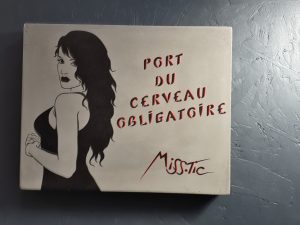 PORT
DU
CERVEAU
OBLIGATOIRE
MISS.TIC